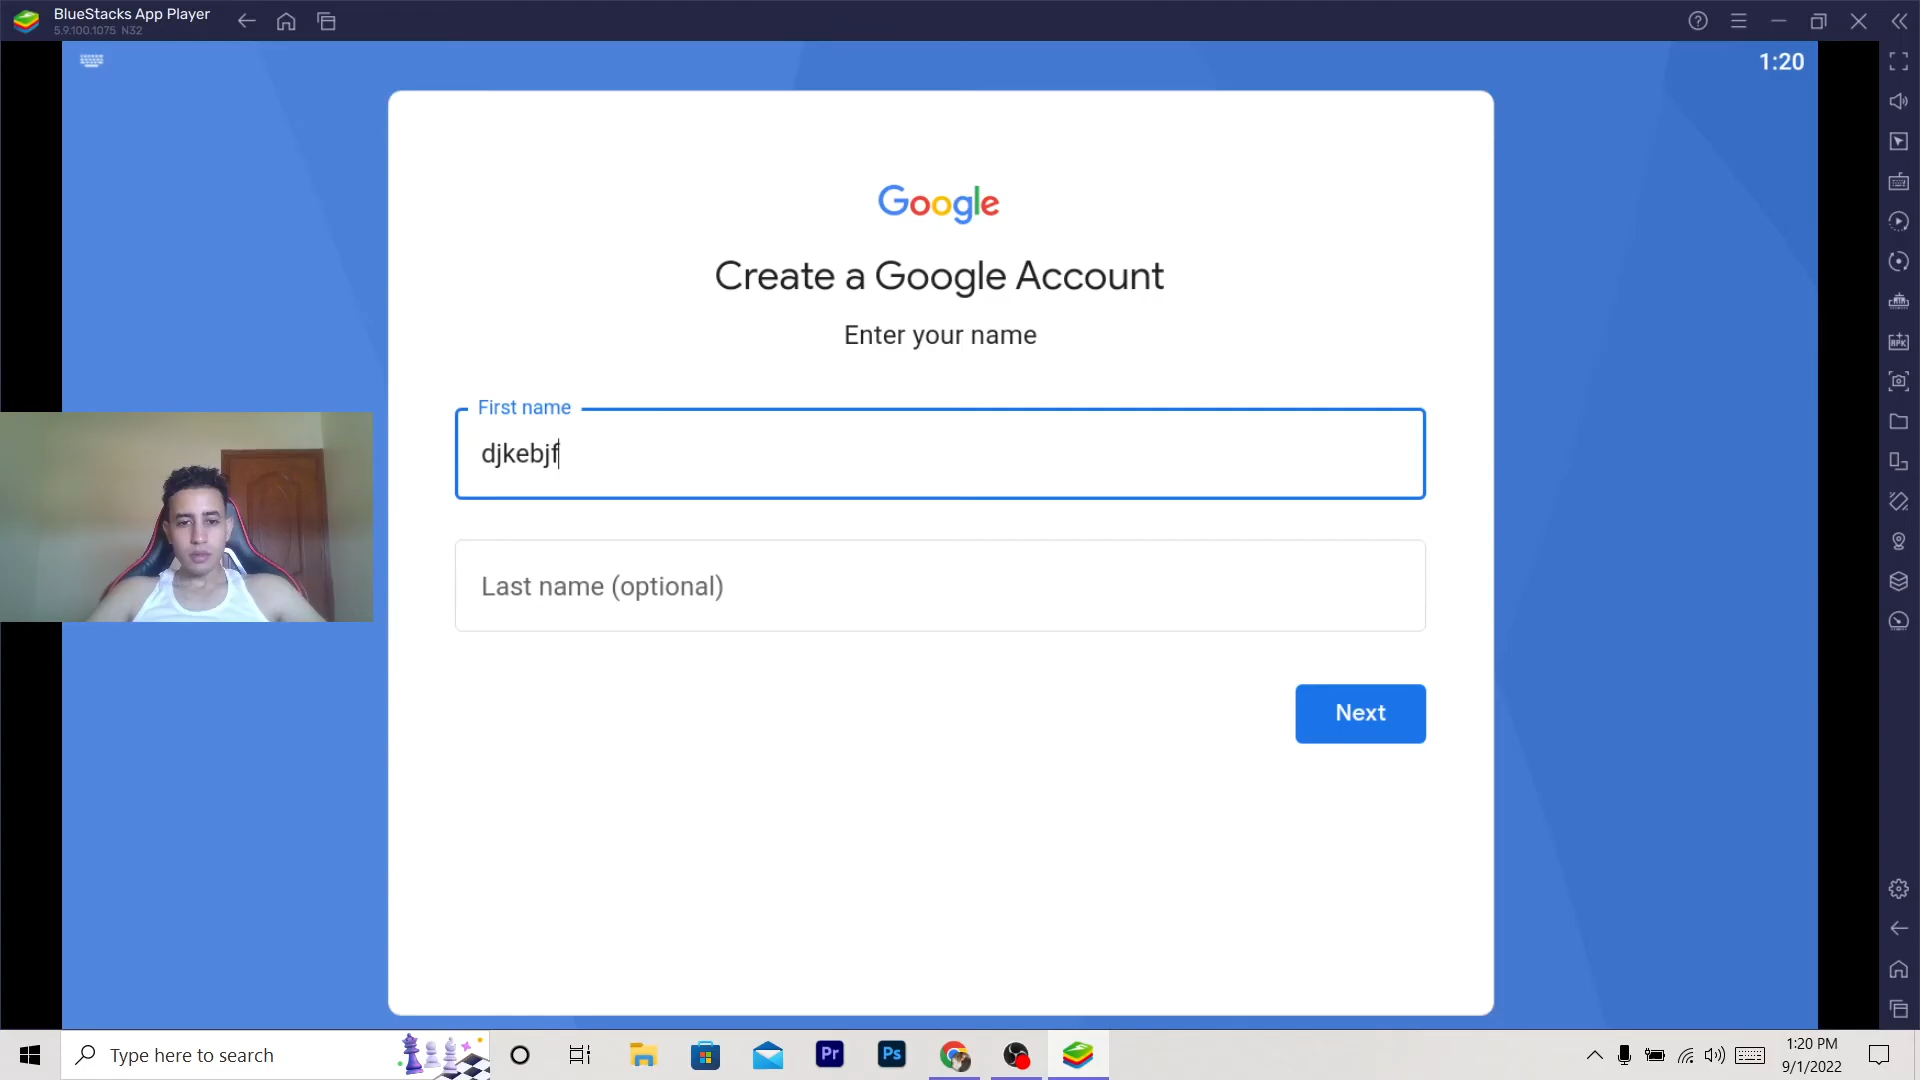 BlueStacks App Player
5.9.100.1075 N32
1:20
Google
Create a Google Account
Enter your name
First name
djkebjf
Last name (optional)
Next
Type here to search
Pr
Ps
1:20 PM
9/1/2022